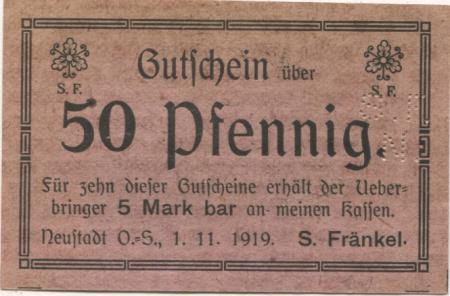 Gutschein über
S. F. S. F.
50 Pfennig.
Für zehn dieser Gutscheine erhält der Ueber-
bringer 5 Mark bar an meinen Kassen.
Neustadt O.-S., 1. 11. 1919. S. Fränkel.